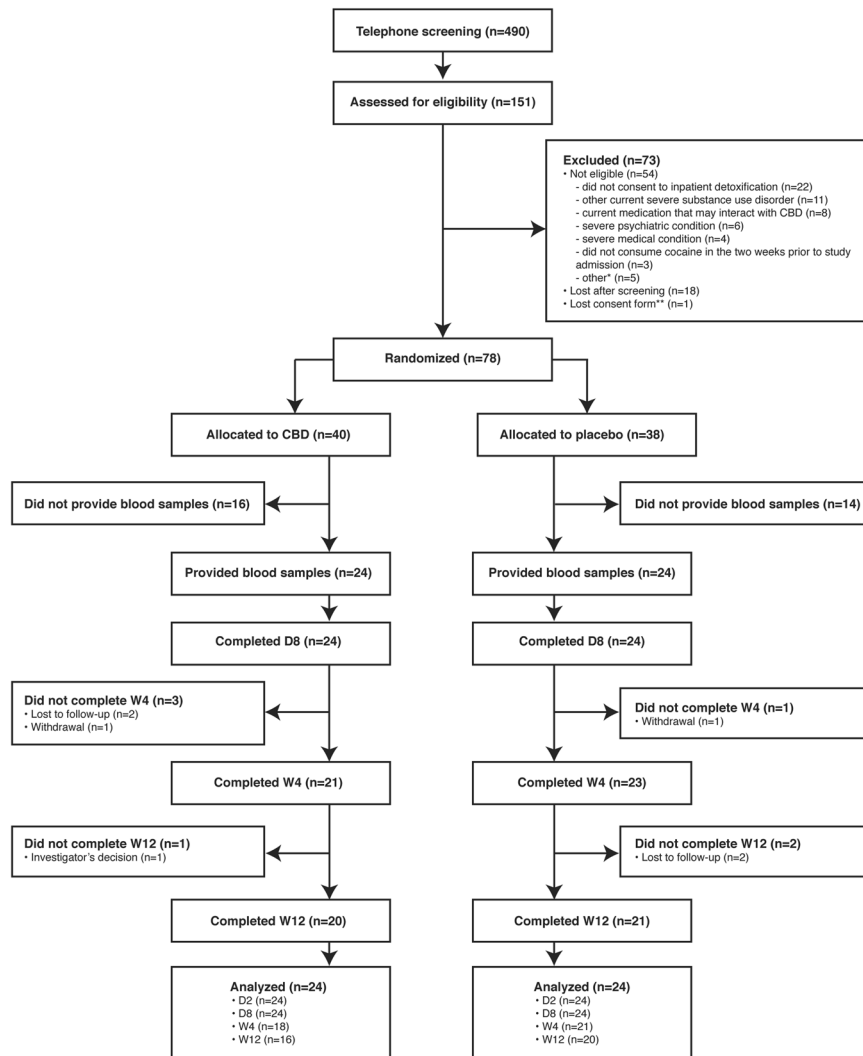 Telephone screening (n=490)
Assessed for eligibility (n=151)
Excluded (n=73)
• Not eligible (n=54)
- did not consent to inpatient detoxification (n=22)
- other current severe substance use disorder (n=11)
- current medication that may interact with CBD (n=8)
- severe psychiatric condition (n=6)
- severe medical condition (n=4)
- did not consume cocaine in the two weeks prior to study
admission (n=3)
- other* (n=5)
• Lost after screening (n=18)
• Lost consent form** (n=1)
Randomized (n=78)
Allocated to CBD (n=40)
Allocated to placebo (n=38)
Did not provide blood samples (n=16)
Did not provide blood samples (n=14)
Provided blood samples (n=24)
Provided blood samples (n=24)
Completed D8 (n=24)
Completed D8 (n=24)
Did not complete W4 (n=3)
• Lost to follow-up (n=2)
• Withdrawal (n=1)
Did not complete W4 (n=1)
• Withdrawal (n=1)
Completed W4 (n=21)
Completed W4 (n=23)
Did not complete W12 (n=1)
• Investigator's decision (n=1)
Did not complete W12 (n=2)
• Lost to follow-up (n=2)
Completed W12 (n=20)
Completed W12 (n=21)
Analyzed (n=24)
• D2 (n=24)
• D8 (n=24)
• W4 (n=18)
• W12 (n=16)
Analyzed (n=24)
• D2 (n=24)
• D8 (n=24)
• W4 (n=21)
• W12 (n=20)